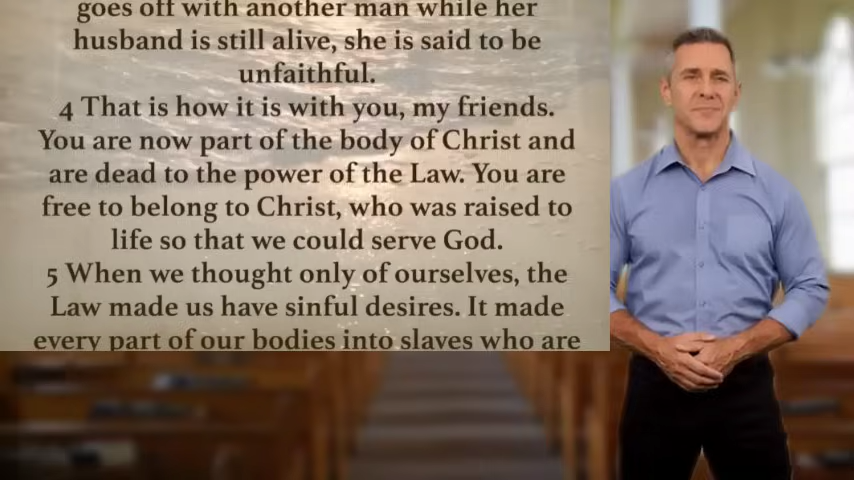 goes off with another man while her
husband is still alive, she is said to be
unfaithful.
4 That is how it is with you, my friends.
You are now part of the body of Christ and
are dead to the power of the Law. You are
free to belong to Christ, who was raised to
life so that we could serve God.
5 When we thought only of ourselves, the
Law made us have sinful desires. It made
every part of our bodies into slaves who are